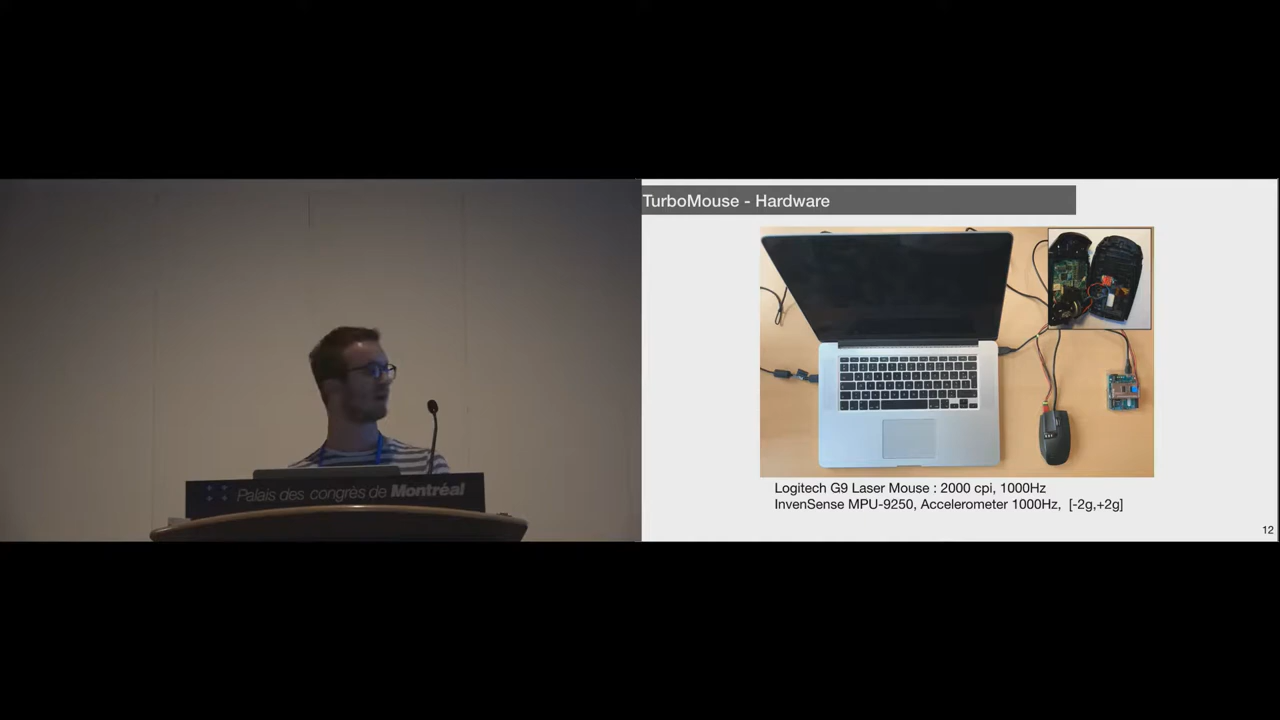 TurboMouse - Hardware
Logitech G9 Laser Mouse : 2000 cpi, 1000Hz
InvenSense MPU-9250, Accelerometer 1000Hz, [-2g,+2g]
12
Palais des congrès de Montréal